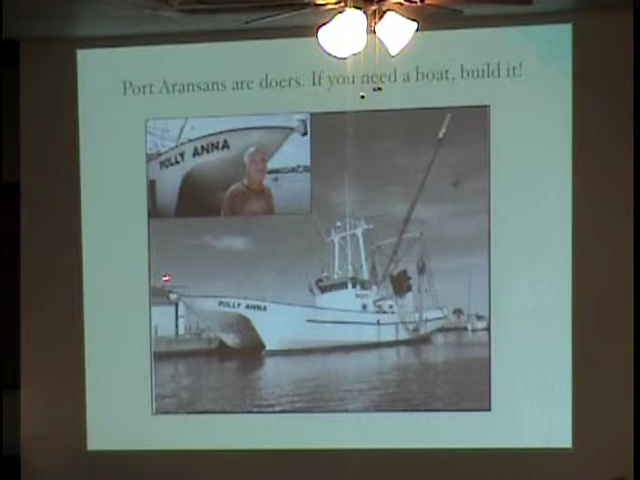 Port Aransans are doers. If you need a boat, build it!
POLLY ANNA
POLLY ANNA